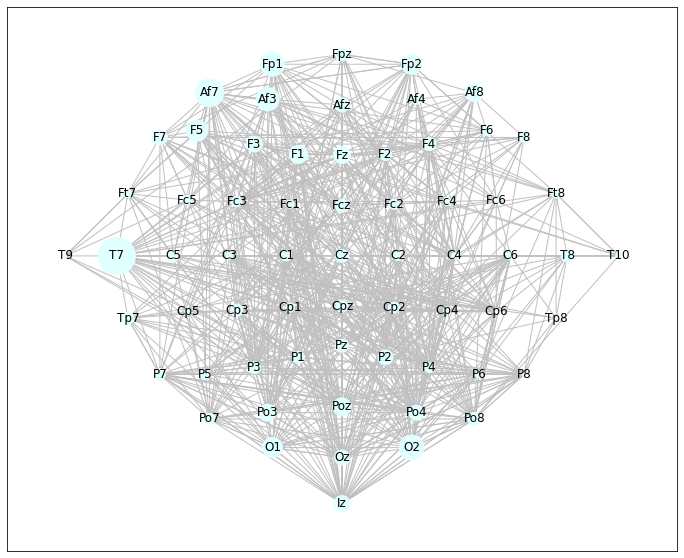 Fpz
Fp1 Fp2
Af7 Af3 Afz Af4 Af8
F7 F5 F3 F1 Fz F2 F4 F6 F8
Ft7 Fc5 Fc3 Fc1 Fcz Fc2 Fc4 Fc6 Ft8
T9 T7 C5 C3 C1 Cz C2 C4 C6 T8 T10
Tp7 Cp5 Cp3 Cp1 Cpz Cp2 Cp4 Cp6 Tp8
P7 P5 P3 P1 Pz P2 P4 P6 P8
Po7 Po3 Poz Po4 Po8
O1 Oz O2
Iz